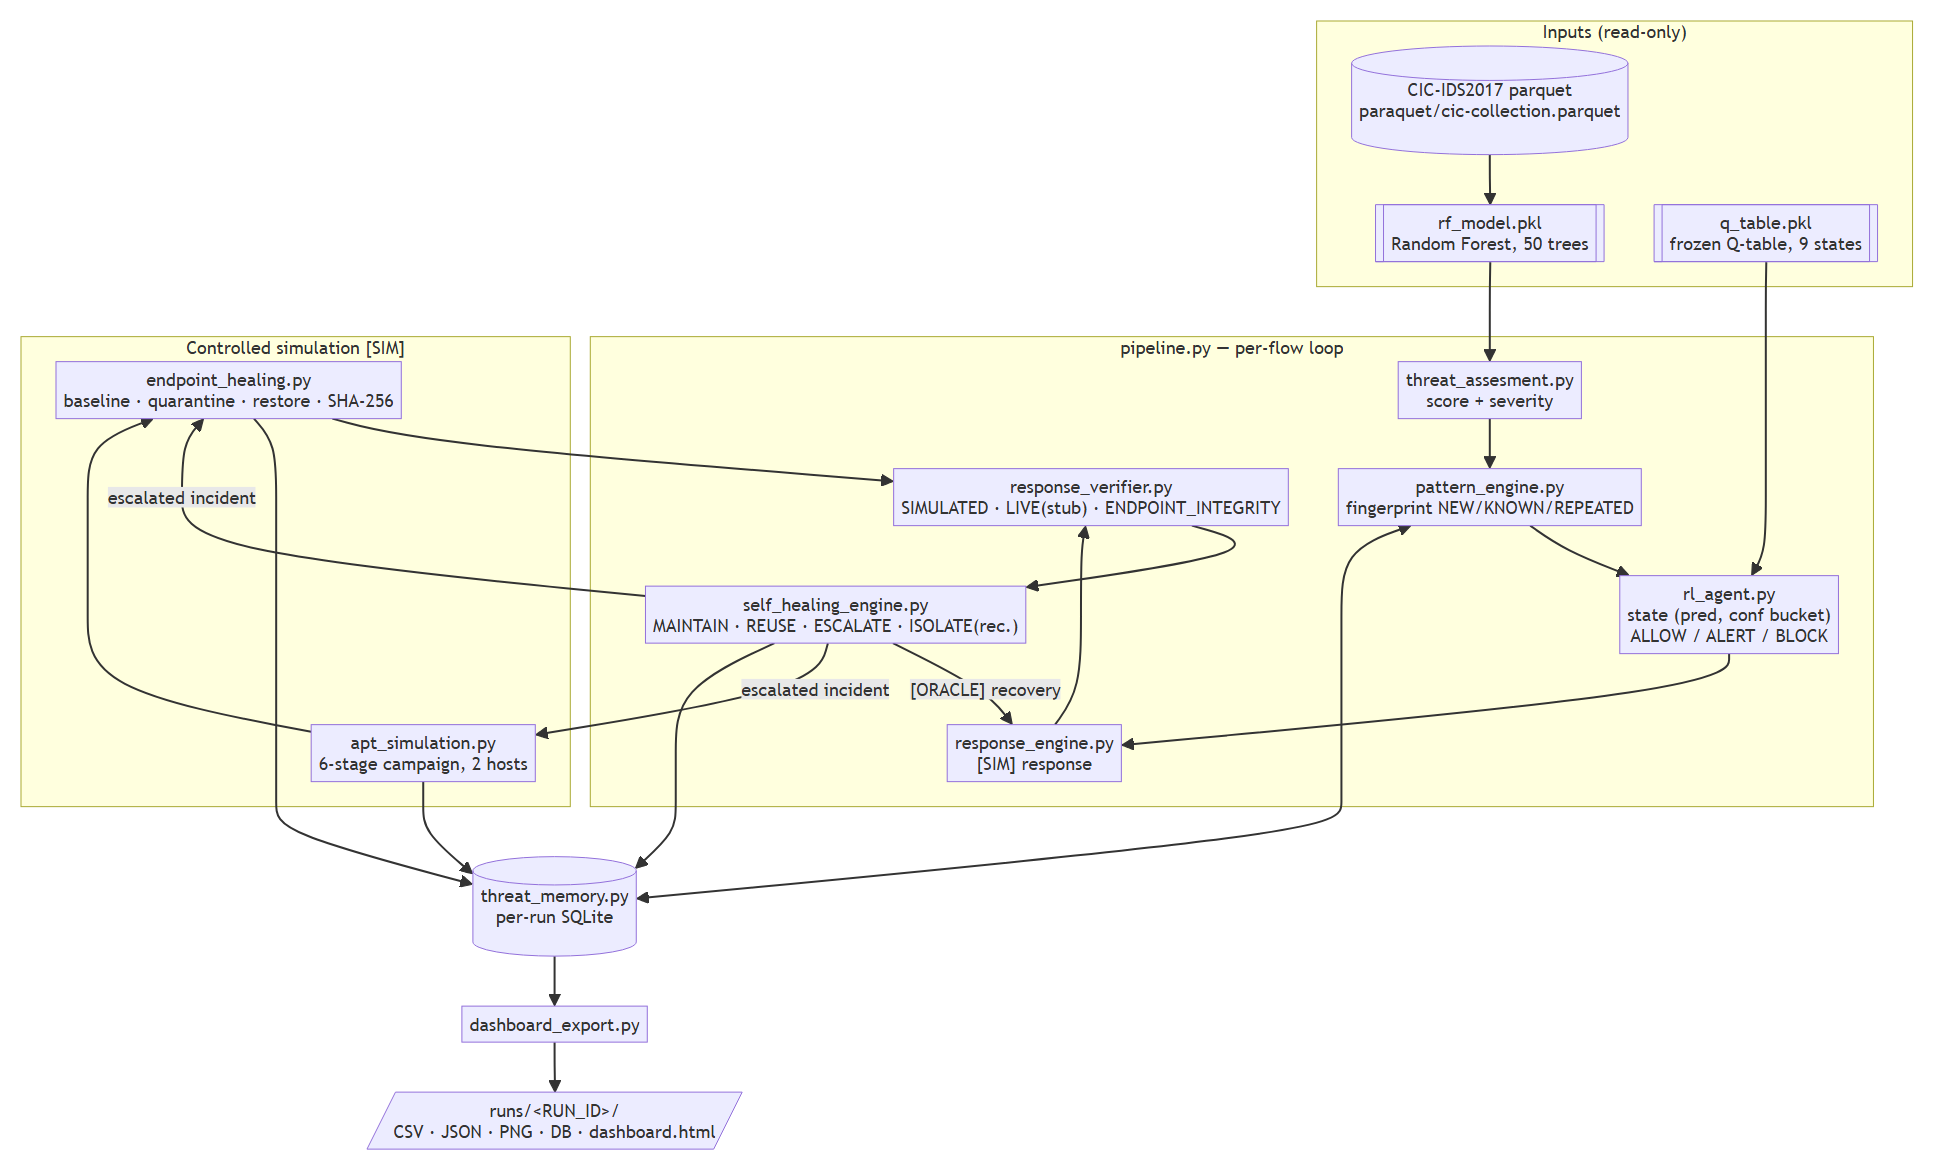 Inputs (read-only)
CIC-IDS2017 parquet
paraquet/cic-collection.parquet
rf_model.pkl
Random Forest, 50 trees
q_table.pkl
frozen Q-table, 9 states
Controlled simulation [SIM]
endpoint_healing.py
baseline · quarantine · restore · SHA-256
escalated incident
apt_simulation.py
6-stage campaign, 2 hosts
pipeline.py — per-flow loop
threat_assesment.py
score + severity
response_verifier.py
SIMULATED · LIVE(stub) · ENDPOINT_INTEGRITY
pattern_engine.py
fingerprint NEW/KNOWN/REPEATED
self_healing_engine.py
MAINTAIN · REUSE · ESCALATE · ISOLATE(rec.)
rl_agent.py
state (pred, conf bucket)
ALLOW / ALERT / BLOCK
escalated incident
[ORACLE] recovery
response_engine.py
[SIM] response
threat_memory.py
per-run SQLite
dashboard_export.py
runs/<RUN_ID>/
CSV · JSON · PNG · DB · dashboard.html